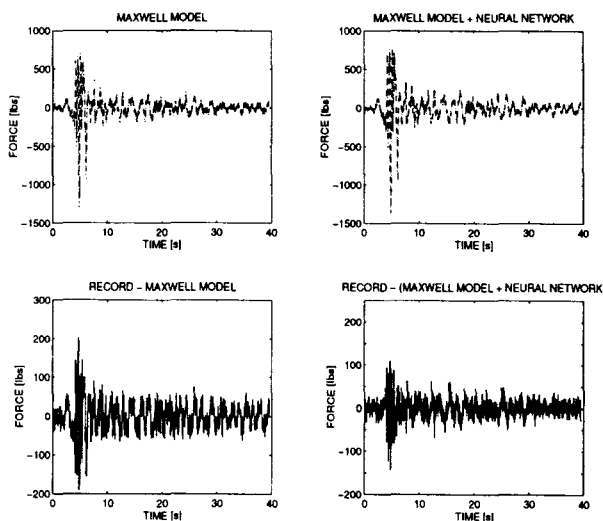 MAXWELL MODEL
1000
500
0
-500
-1000
-1500
FORCE [lbs]
0 10 20 30 40
TIME [s]
MAXWELL MODEL + NEURAL NETWORK
1000
500
0
-500
-1000
-1500
FORCE [lbs]
0 10 20 30 40
TIME [s]
RECORD - MAXWELL MODEL
300
200
100
0
-100
-200
FORCE [lbs]
0 10 20 30 40
TIME [s]
RECORD - (MAXWELL MODEL + NEURAL NETWORK
200
100
0
-100
-200
FORCE [lbs]
0 10 20 30 40
TIME [s]